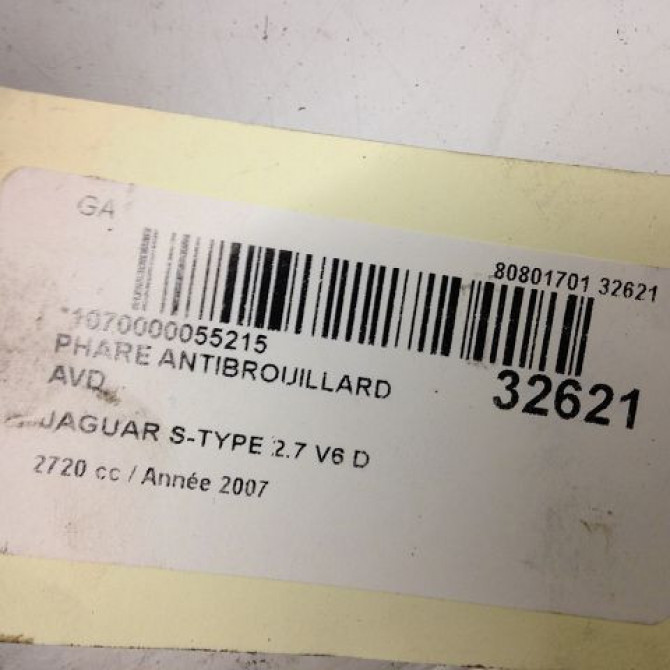 GA
80801701 32621
*1070000055215
32621
PHARE ANTIBROUILLARD
AVD
JAGUAR S-TYPE 2.7 V6 D
2720 cc / Année 2007